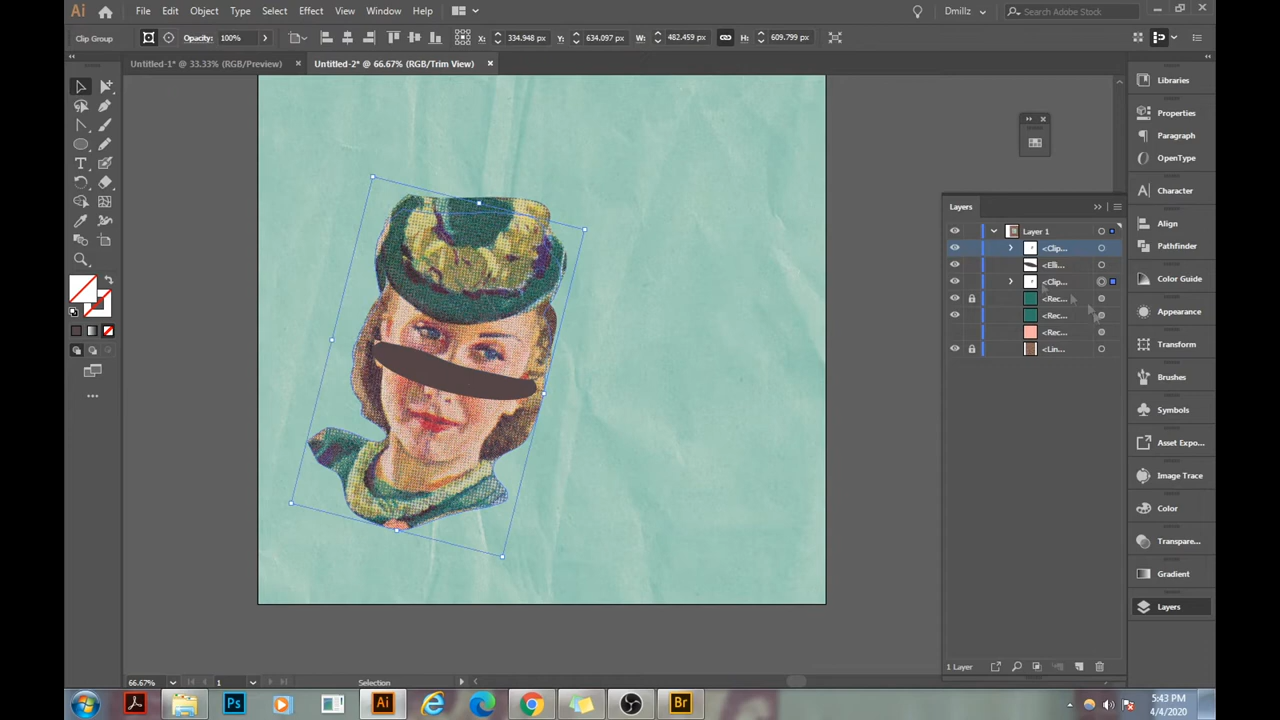 Ai File Edit Object Type Select Effect View Window Help Dmillz Search Adobe Stock
Clip Group Opacity: 100% X: 334.948 px Y: 634.097 px W: 482.459 px H: 609.799 px
Untitled-1* @ 33.33% (RGB/Preview) × Untitled-2* @ 66.67% (RGB/Trim View) ×
Libraries
Properties
Paragraph
OpenType
Character
Align
Pathfinder
Color Guide
Appearance
Transform
Brushes
Symbols
Asset Expo...
Image Trace
Color
Transpare...
Gradient
Layers
Layers
Layer 1
<Clip...
<Elli...
<Clip...
<Rec...
<Rec...
<Rec...
<Lin...
1 Layer
66.67% 1 Selection
Ps Ai Br
5:43 PM
4/4/2020